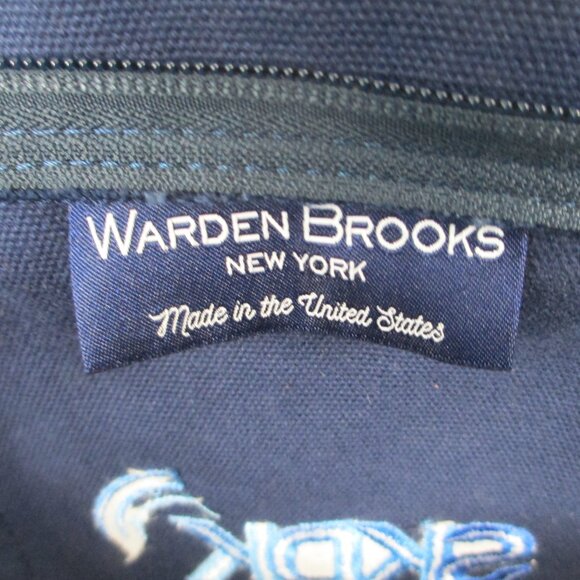 WARDEN BROOKS
NEW YORK
Made in the United States